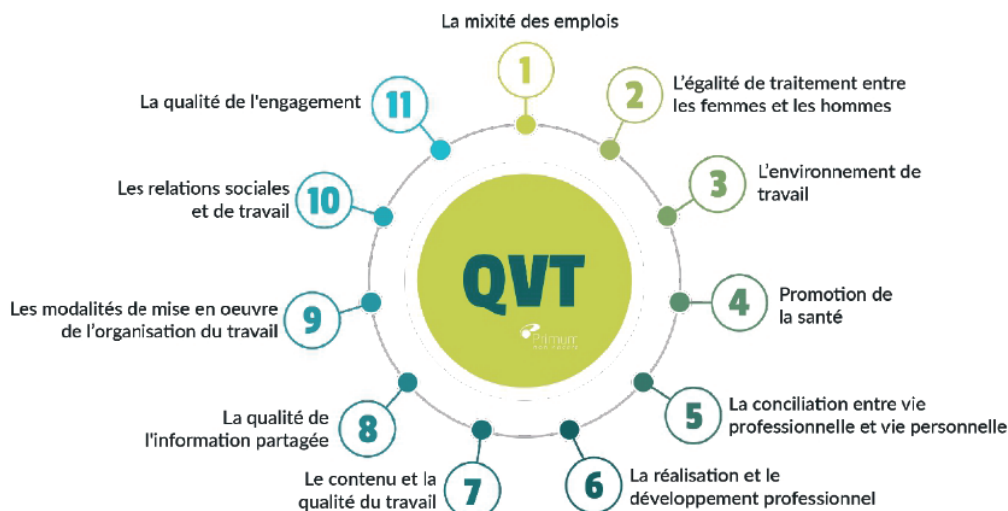 La mixité des emplois
1
2
L'égalité de traitement entre
les femmes et les hommes
3
L'environnement de
travail
4
Promotion de
la santé
5
La conciliation entre vie
professionnelle et vie personnelle
6
La réalisation et le
développement professionnel
7
Le contenu et la
qualité du travail
8
La qualité de
l'information partagée
9
Les modalités de mise en oeuvre
de l'organisation du travail
10
Les relations sociales
et de travail
11
La qualité de l'engagement
QVT
Primum